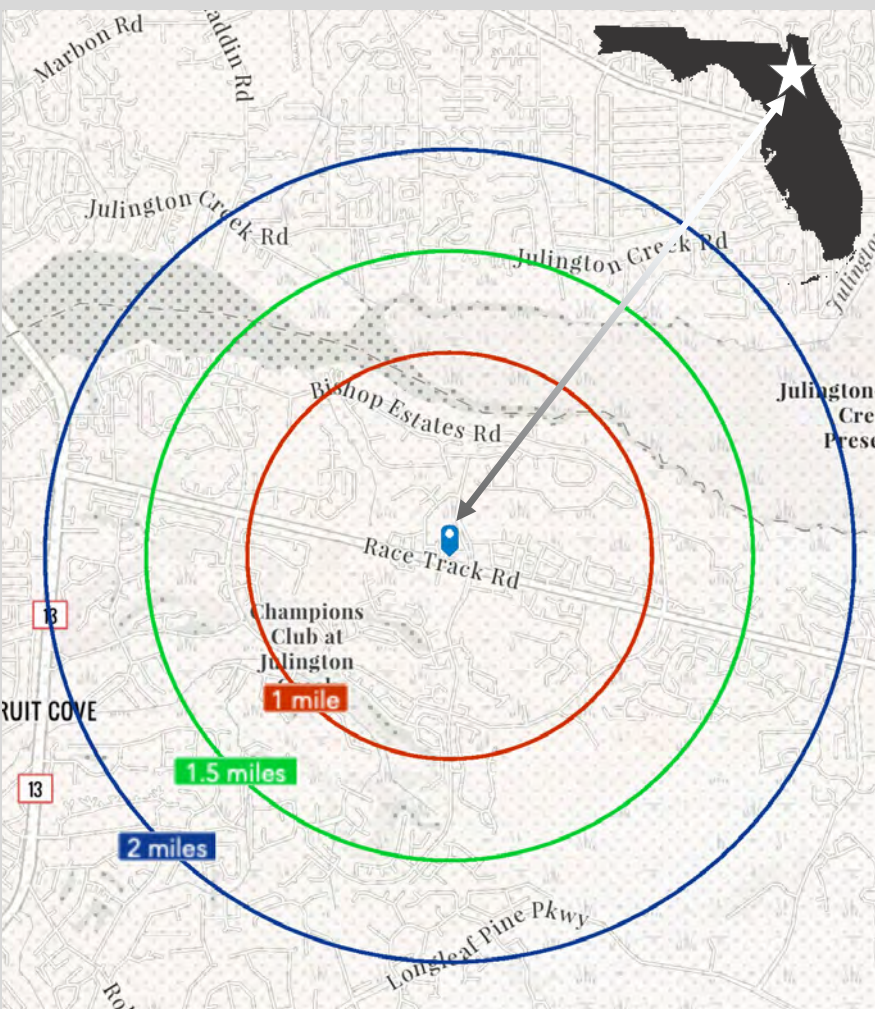 Marbon Rd
Rd
Julington Creek Rd
Julington Creek Rd
Julington
Julington
Cre
Prese
Bishop Estates Rd
Race Track Rd
13
Champions
Club at
Julington
1 mile
RUIT COVE
1.5 miles
13
2 miles
Longleaf Pine Pkwy